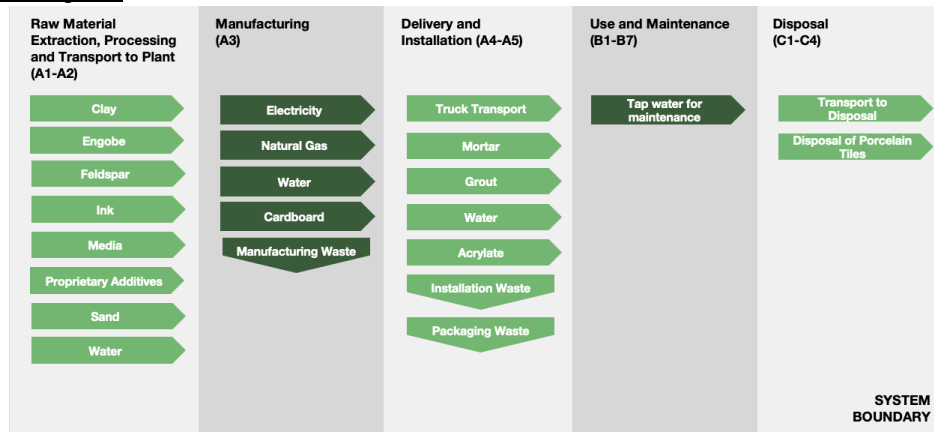 Raw Material
Extraction, Processing
and Transport to Plant
(A1-A2)
Clay
Engobe
Feldspar
Ink
Media
Proprietary Additives
Sand
Water
Manufacturing
(A3)
Electricity
Natural Gas
Water
Cardboard
Manufacturing Waste
Delivery and
Installation (A4-A5)
Truck Transport
Mortar
Grout
Water
Acrylate
Installation Waste
Packaging Waste
Use and Maintenance
(B1-B7)
Tap water for
maintenance
Disposal
(C1-C4)
Transport to
Disposal
Disposal of Porcelain
Tiles
SYSTEM
BOUNDARY